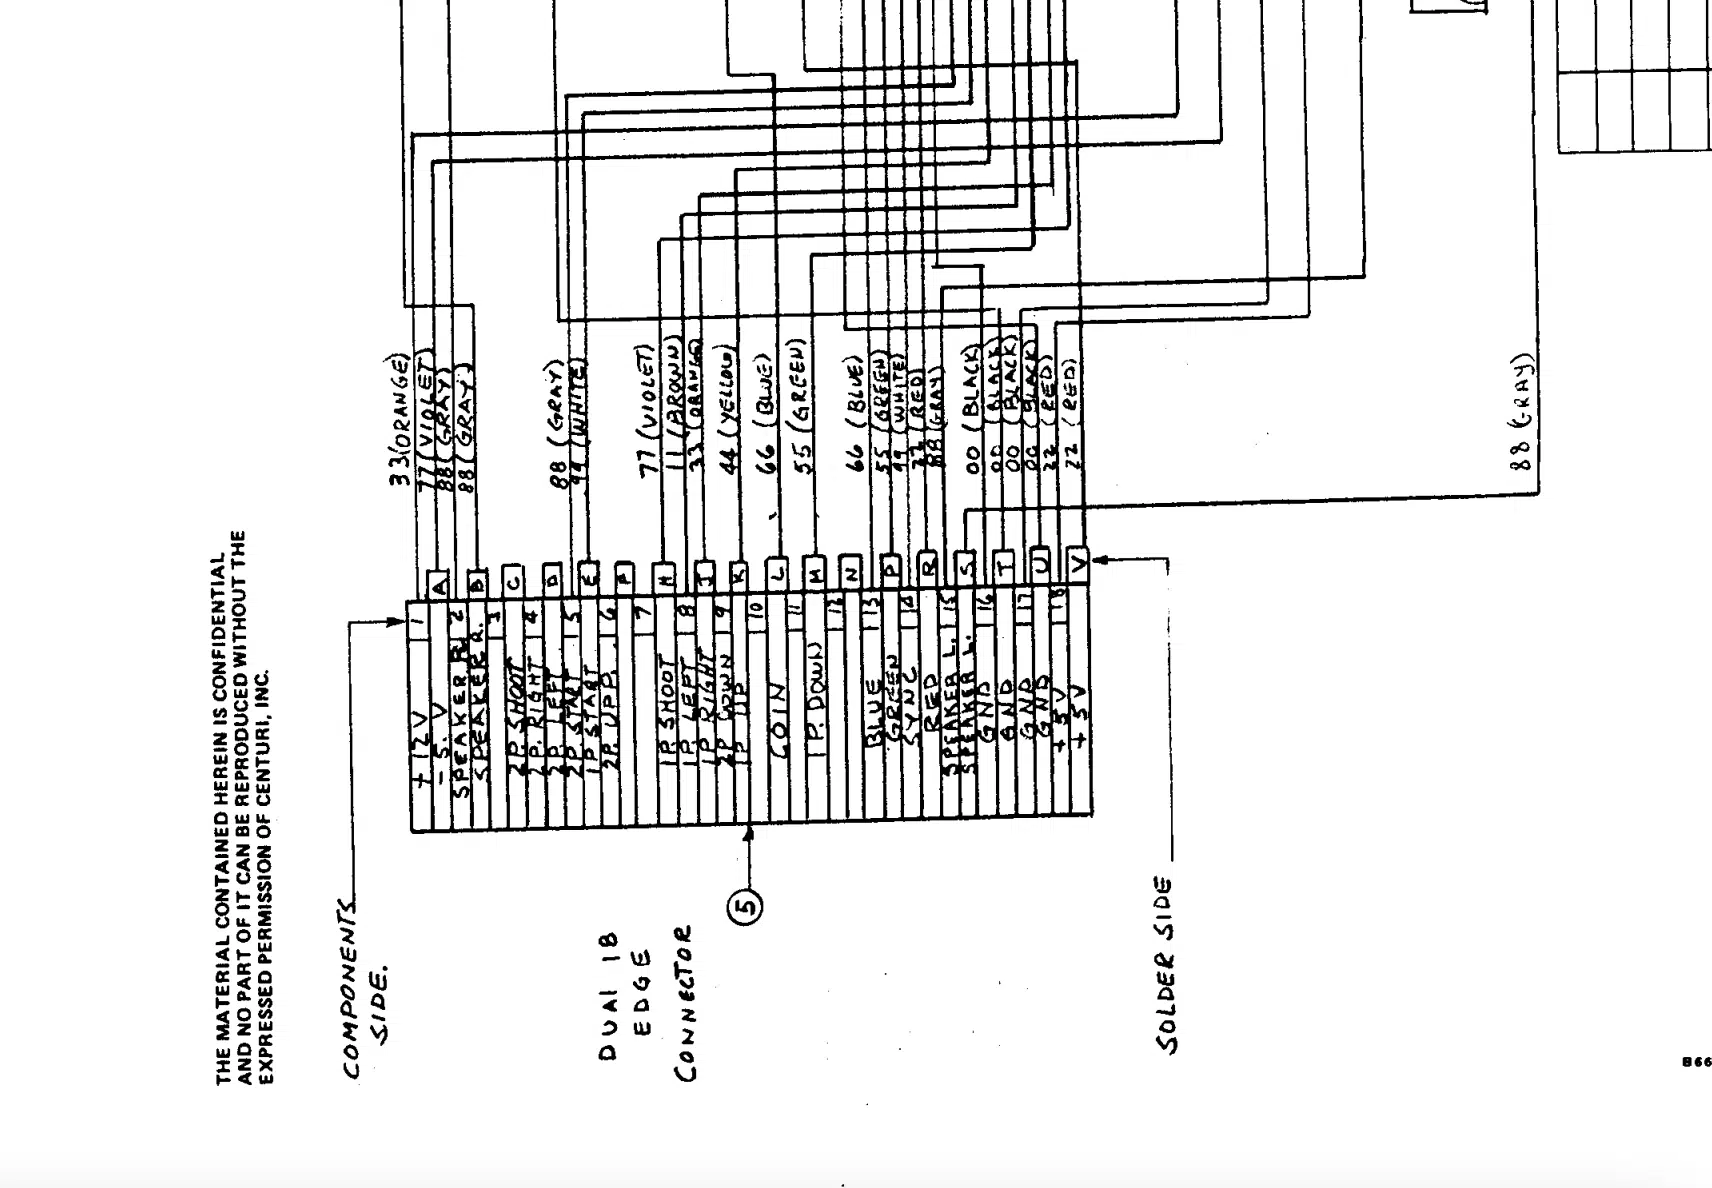 THE MATERIAL CONTAINED HEREIN IS CONFIDENTIAL
AND NO PART OF IT CAN BE REPRODUCED WITHOUT THE
EXPRESSED PERMISSION OF CENTURI, INC.
COMPONENTS
SIDE.
DUAL 18
EDGE
CONNECTOR
5
SOLDER SIDE
33(ORANGE)
77(VIOLET)
88(GRAY)
88(GRAY)
88 (GRAY)
99 (WHITE)
77 (VIOLET)
11 (BROWN)
33 (ORANGE)
44 (YELLOW)
66 (BLUE)
55 (GREEN)
66 (BLUE)
55 (GREEN)
99 (WHITE)
22 (RED)
88 (GRAY)
00 (BLACK)
00 (BLACK)
00 (BLACK)
00 (BLACK)
22 (RED)
22 (RED)
88 (GRAY)
A
B
C
D
E
F
H
J
K
L
M
N
P
R
S
T
U
V
+12V 1
-5.V
SPEAKER R. 2
SPEAKER R.
3
2P SHOOT
2P. RIGHT 4
2P LEFT
2P START 5
1P START
2P. UPP. 6
7
1P SHOOT
1P LEFT 8
1P RIGHT
2P DOWN 9
1P UP
10
COIN
11
1P. DOWN
12
BLUE 13
GREEN
SYNC 14
RED
SPEAKER L. 15
SPEAKER L.
GND 16
GND
GND 17
GND
+5V 18
+5V
B66